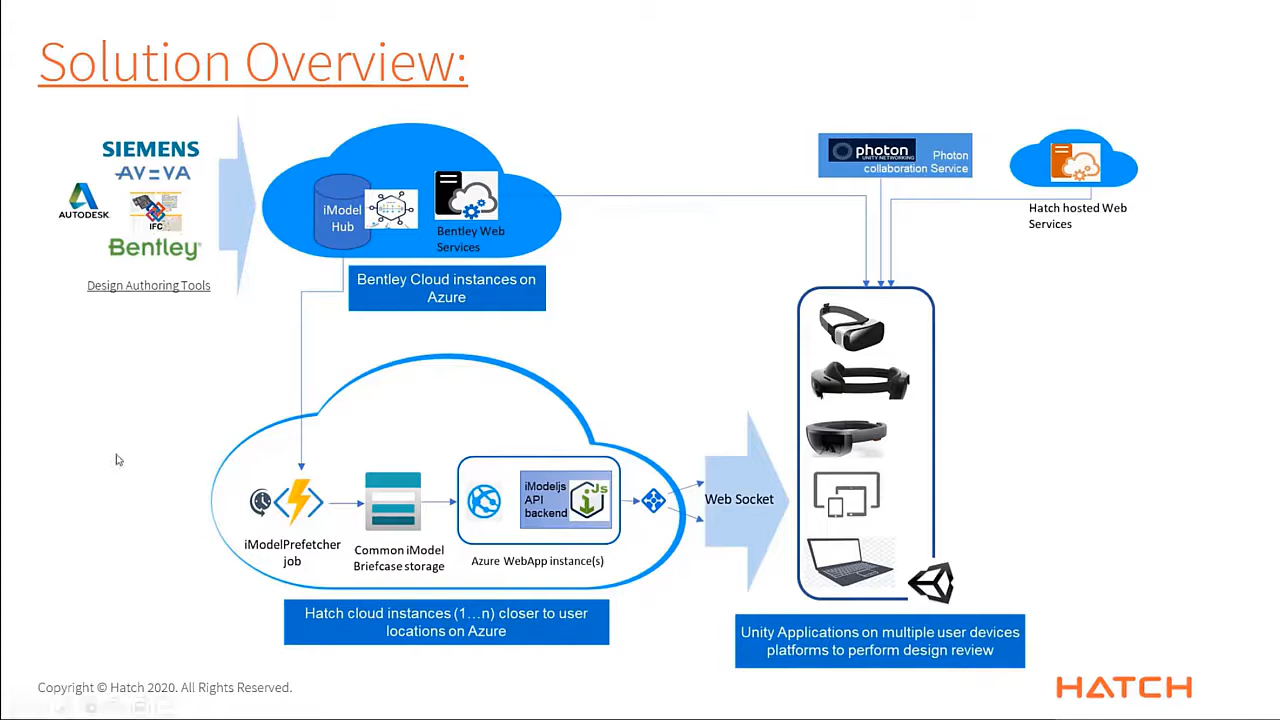 Solution Overview:
SIEMENS
AVEVA
AUTODESK
IFC
Bentley
Design Authoring Tools
iModel
Hub
Bentley Web
Services
Bentley Cloud instances on
Azure
photon
UNITY NETWORKING
Photon
collaboration Service
Hatch hosted Web
Services
iModelPrefetcher
job
Common iModel
Briefcase storage
iModeljs
API
backend
JS
Azure WebApp instance(s)
Web Socket
Hatch cloud instances (1...n) closer to user
locations on Azure
Unity Applications on multiple user devices
platforms to perform design review
Copyright © Hatch 2020. All Rights Reserved.
HATCH